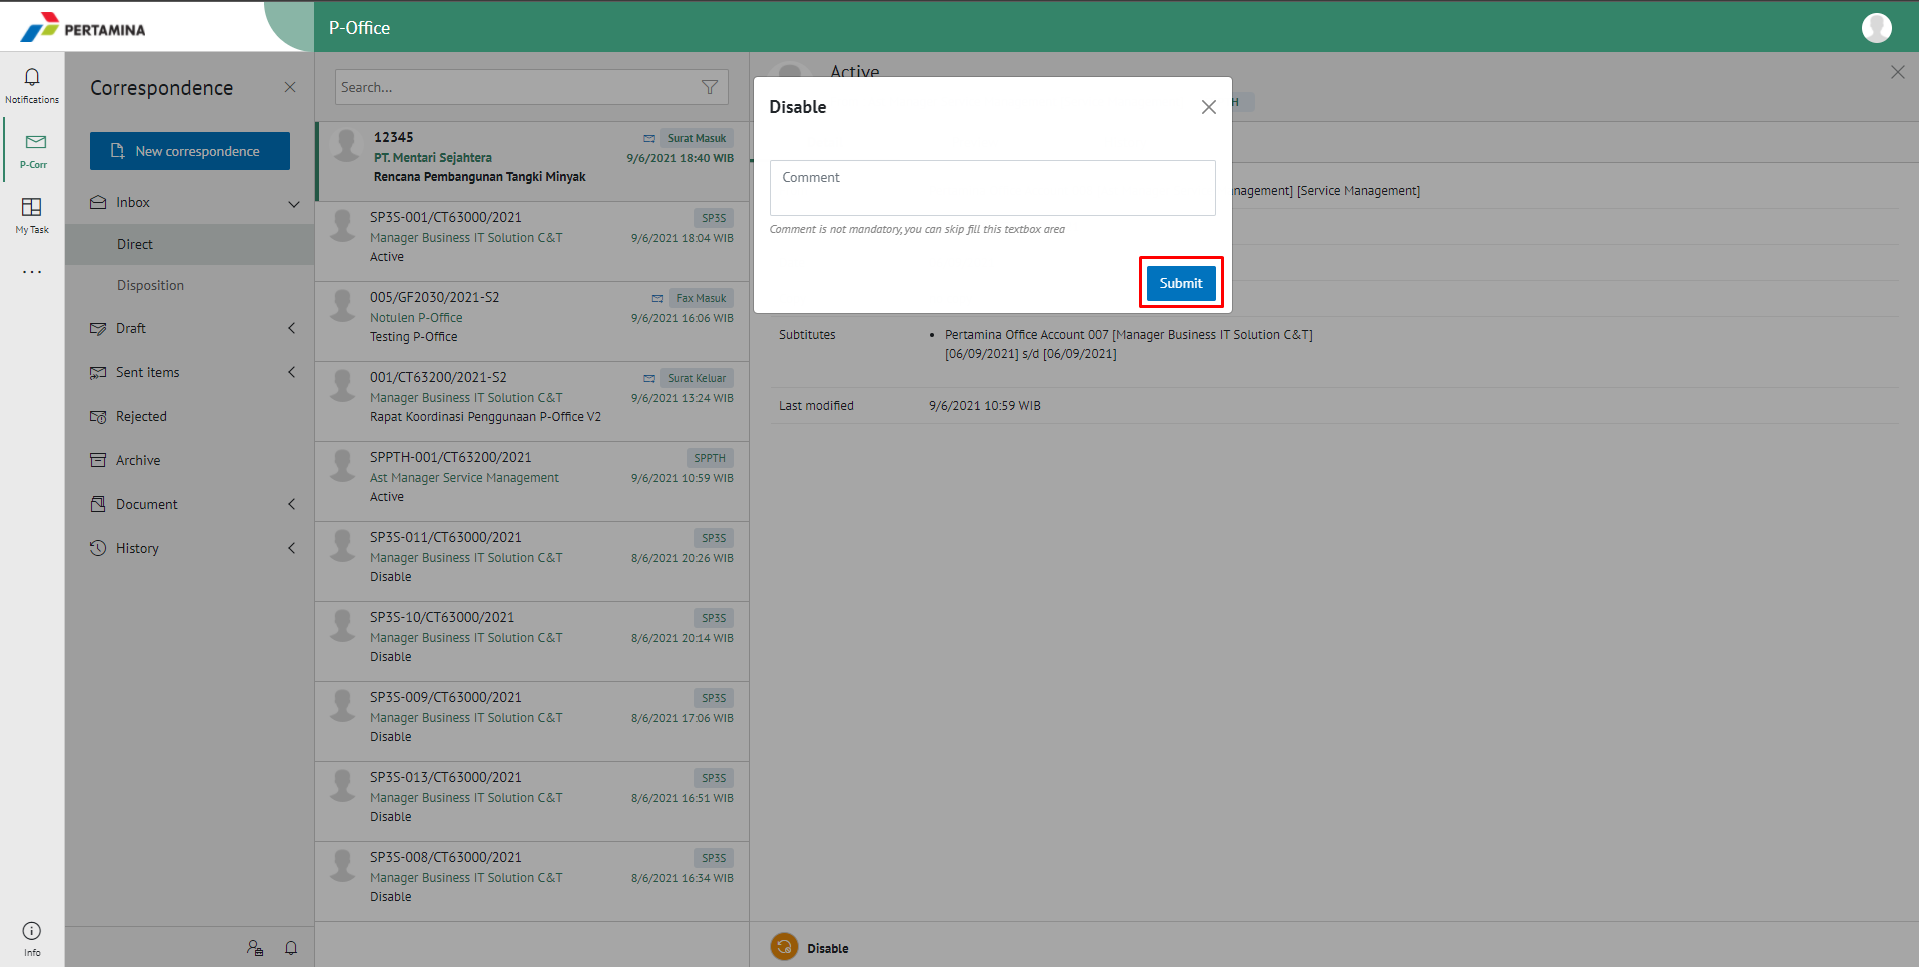 PERTAMINA
P-Office
Notifications
P-Corr
My Task
Info
Correspondence
New correspondence
Inbox
Direct
Disposition
Draft
Sent items
Rejected
Archive
Document
History
Search...
12345
Surat Masuk
PT. Mentari Sejahtera
9/6/2021 18:40 WIB
Rencana Pembangunan Tangki Minyak
SP3S-001/CT63000/2021
SP3S
Manager Business IT Solution C&T
9/6/2021 18:04 WIB
Active
005/GF2030/2021-S2
Fax Masuk
Notulen P-Office
9/6/2021 16:06 WIB
Testing P-Office
001/CT63200/2021-S2
Surat Keluar
Manager Business IT Solution C&T
9/6/2021 13:24 WIB
Rapat Koordinasi Penggunaan P-Office V2
SPPTH-001/CT63200/2021
SPPTH
Ast Manager Service Management
9/6/2021 10:59 WIB
Active
SP3S-011/CT63000/2021
SP3S
Manager Business IT Solution C&T
8/6/2021 20:26 WIB
Disable
SP3S-10/CT63000/2021
SP3S
Manager Business IT Solution C&T
8/6/2021 20:14 WIB
Disable
SP3S-009/CT63000/2021
SP3S
Manager Business IT Solution C&T
8/6/2021 17:06 WIB
Disable
SP3S-013/CT63000/2021
SP3S
Manager Business IT Solution C&T
8/6/2021 16:51 WIB
Disable
SP3S-008/CT63000/2021
SP3S
Manager Business IT Solution C&T
8/6/2021 16:34 WIB
Disable
Active
H
Disable
Comment
Comment is not mandatory, you can skip fill this textbox area
Submit
nagement] [Service Management]
Subtitutes
Pertamina Office Account 007 [Manager Business IT Solution C&T]
[06/09/2021] s/d [06/09/2021]
Last modified
9/6/2021 10:59 WIB
Disable